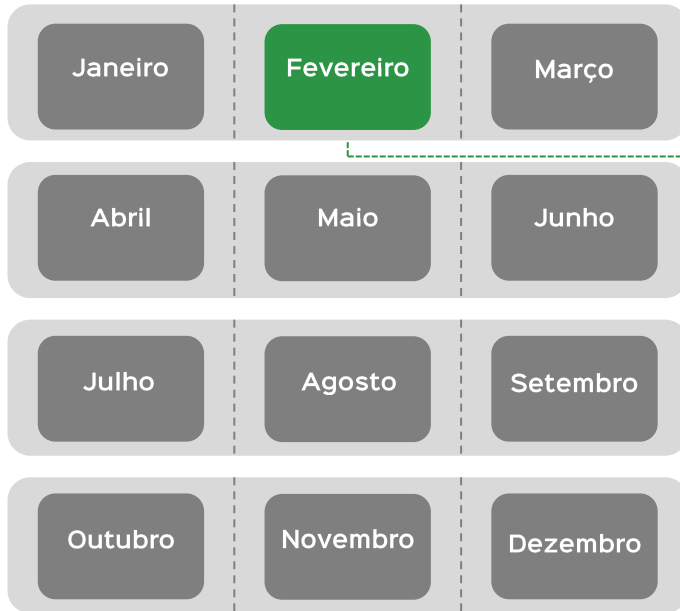 Janeiro
Fevereiro
Março
Abril
Maio
Junho
Julho
Agosto
Setembro
Outubro
Novembro
Dezembro